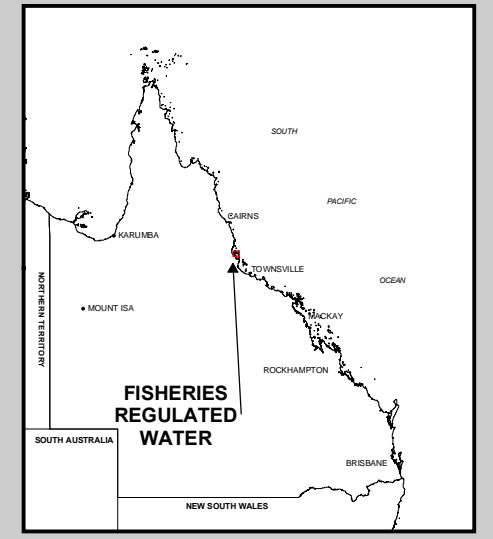 SOUTH
PACIFIC
CAIRNS
KARUMBA
TOWNSVILLE
OCEAN
NORTHERN TERRITORY
MOUNT ISA
MACKAY
ROCKHAMPTON
FISHERIES
REGULATED
WATER
SOUTH AUSTRALIA
BRISBANE
NEW SOUTH WALES